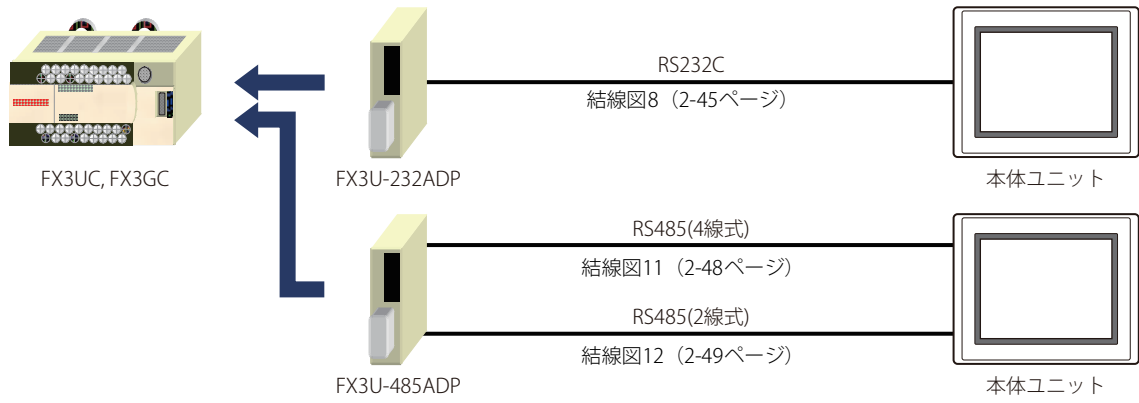 RS232C
結線図8（2-45ページ）
FX3UC, FX3GC
FX3U-232ADP
本体ユニット
RS485(4線式)
結線図11（2-48ページ）
RS485(2線式)
結線図12（2-49ページ）
FX3U-485ADP
本体ユニット